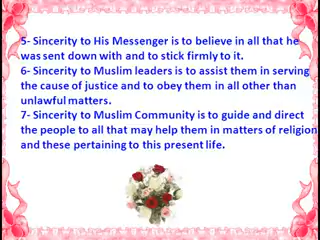 5- Sincerity to His Messenger is to believe in all that he
was sent down with and to stick firmly to it.
6- Sincerity to Muslim leaders is to assist them in serving
the cause of justice and to obey them in all other than
unlawful matters.
7- Sincerity to Muslim Community is to guide and direct
the people to all that may help them in matters of religion
and these pertaining to this present life.